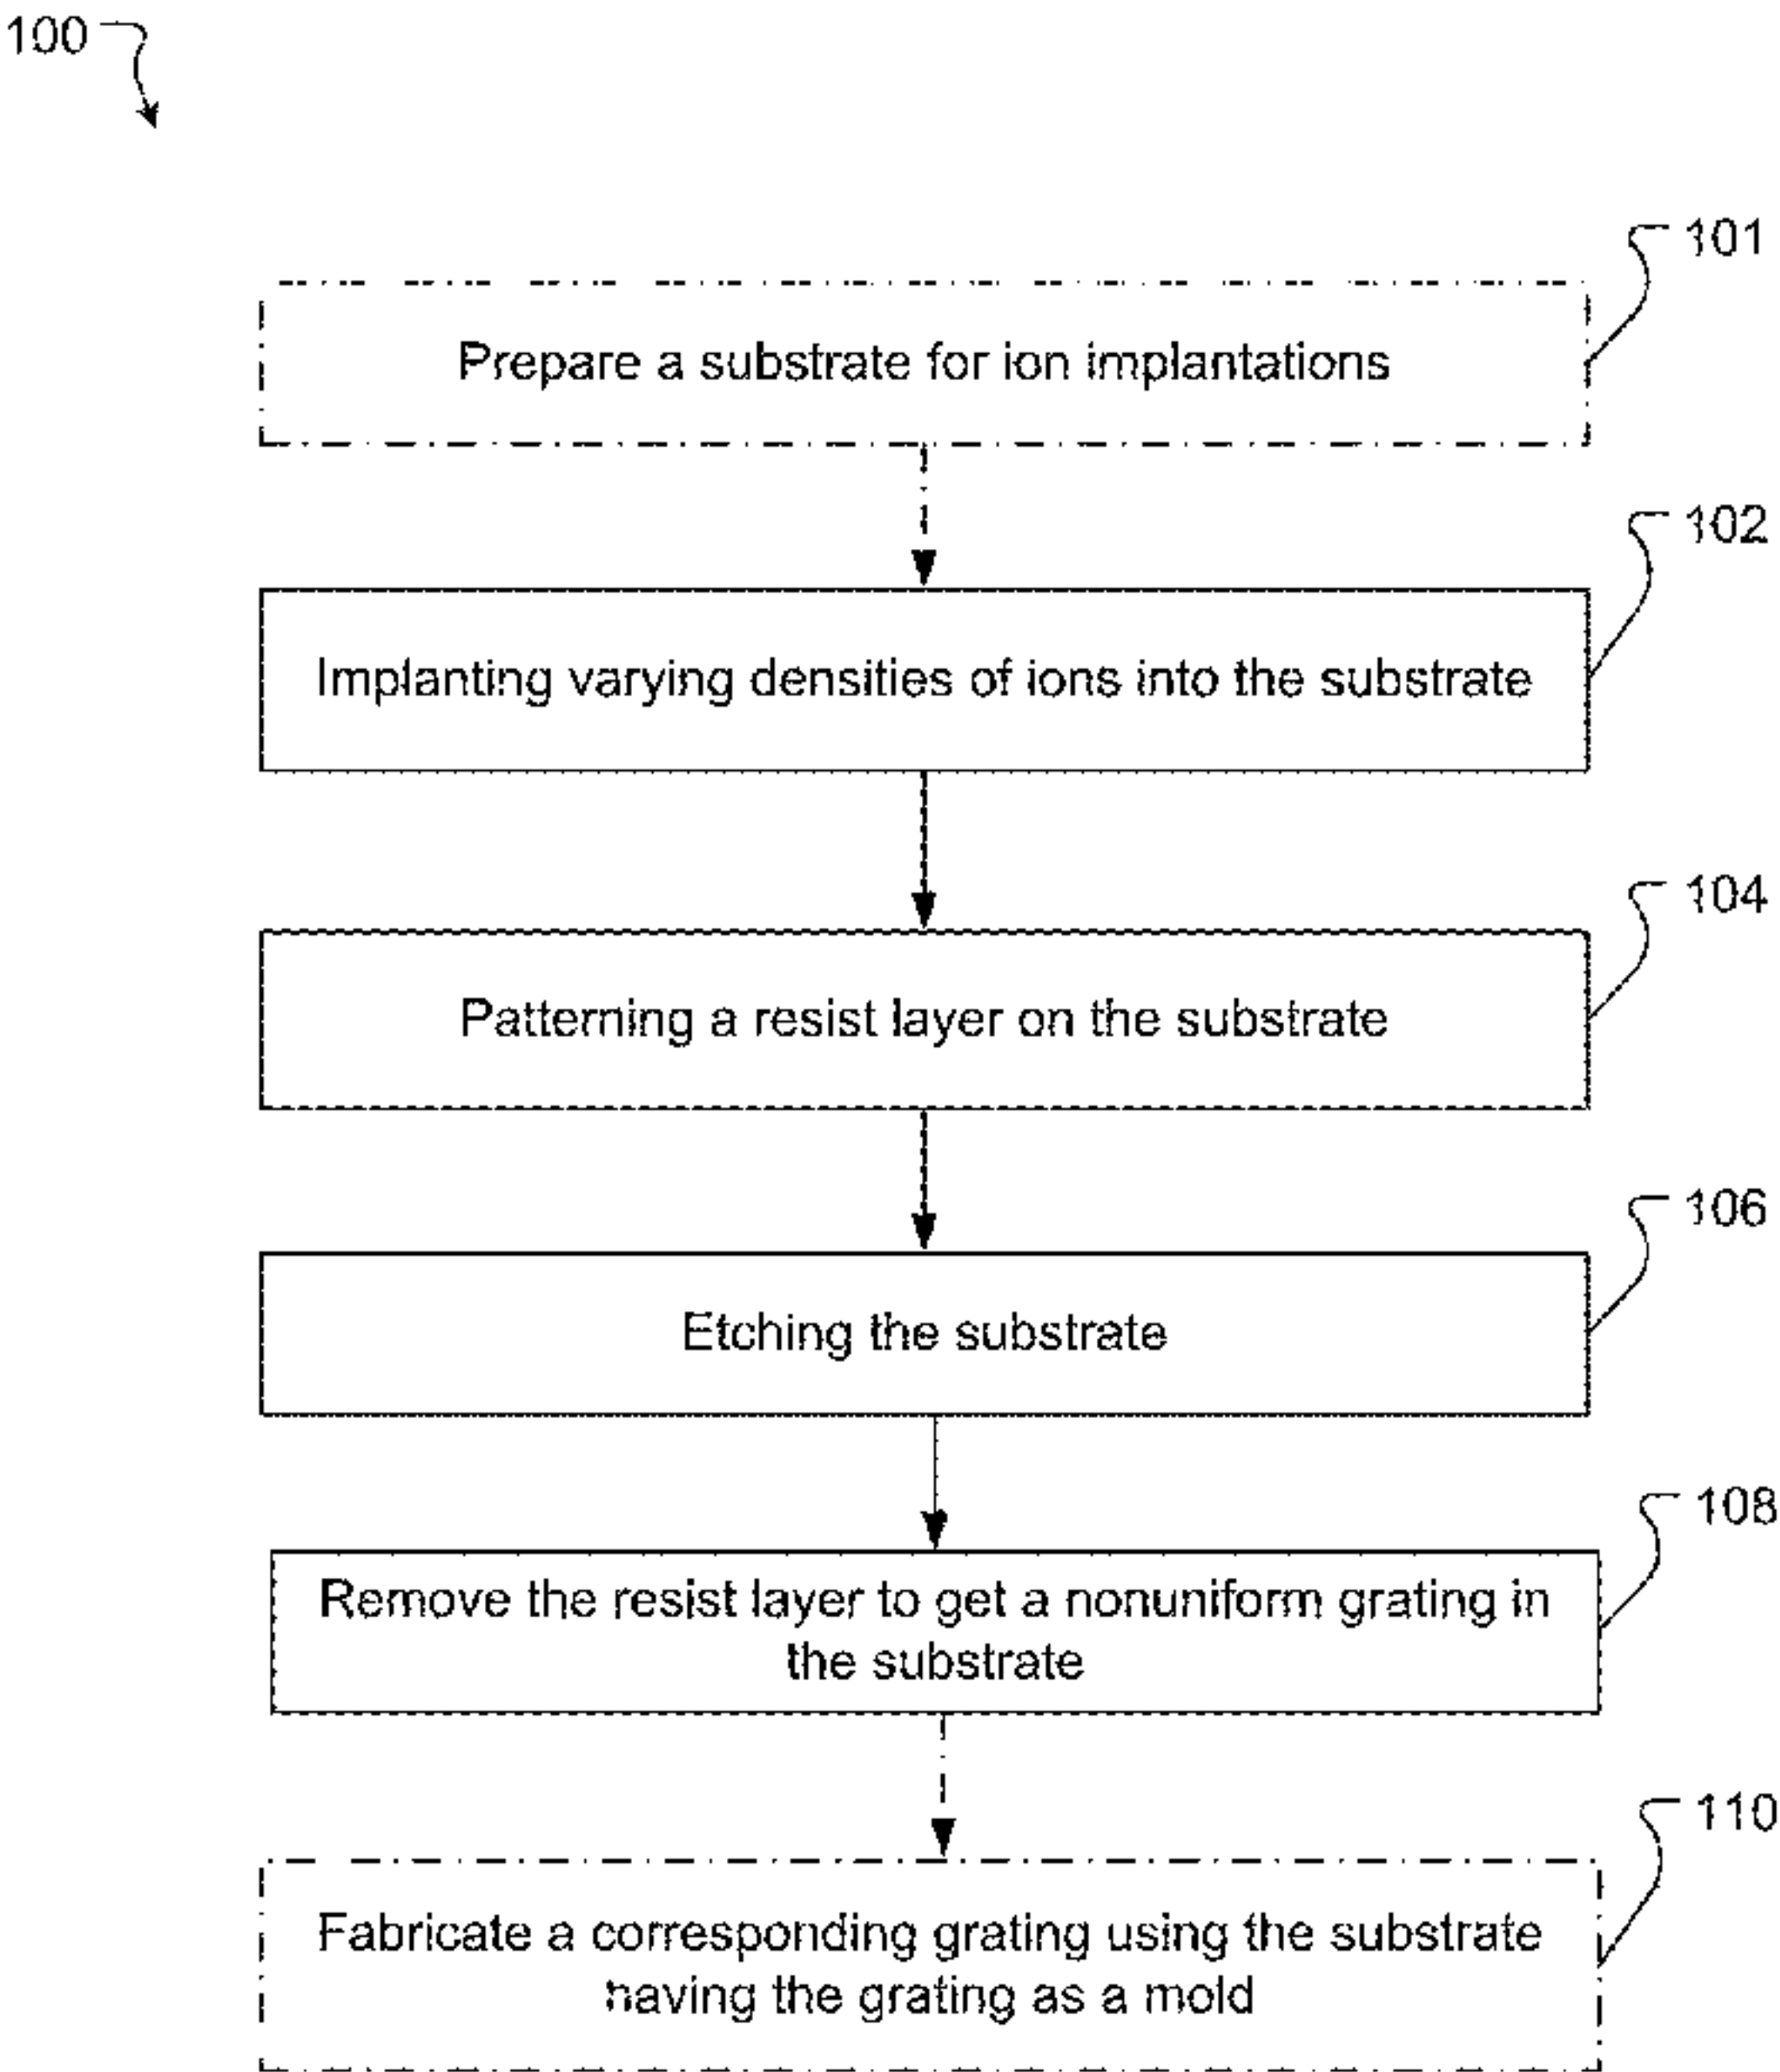 100
101
Prepare a substrate for ion implantations
102
Implanting varying densities of ions into the substrate
104
Patterning a resist layer on the substrate
106
Etching the substrate
108
Remove the resist layer to get a nonuniform grating in
the substrate
110
Fabricate a corresponding grating using the substrate
having the grating as a mold